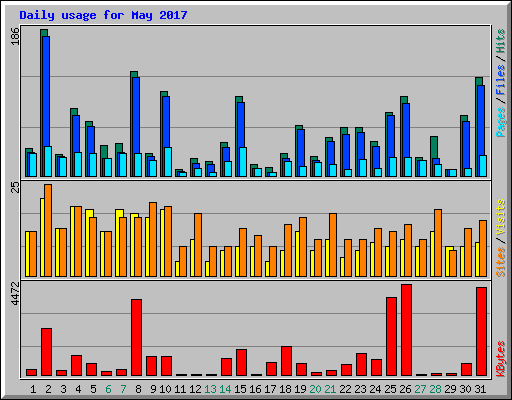 Daily usage for May 2017
186
Pages / Files / Hits
25
Sites / Visits
4472
KBytes
1 2 3 4 5 6 7 8 9 10 11 12 13 14 15 16 17 18 19 20 21 22 23 24 25 26 27 28 29 30 31